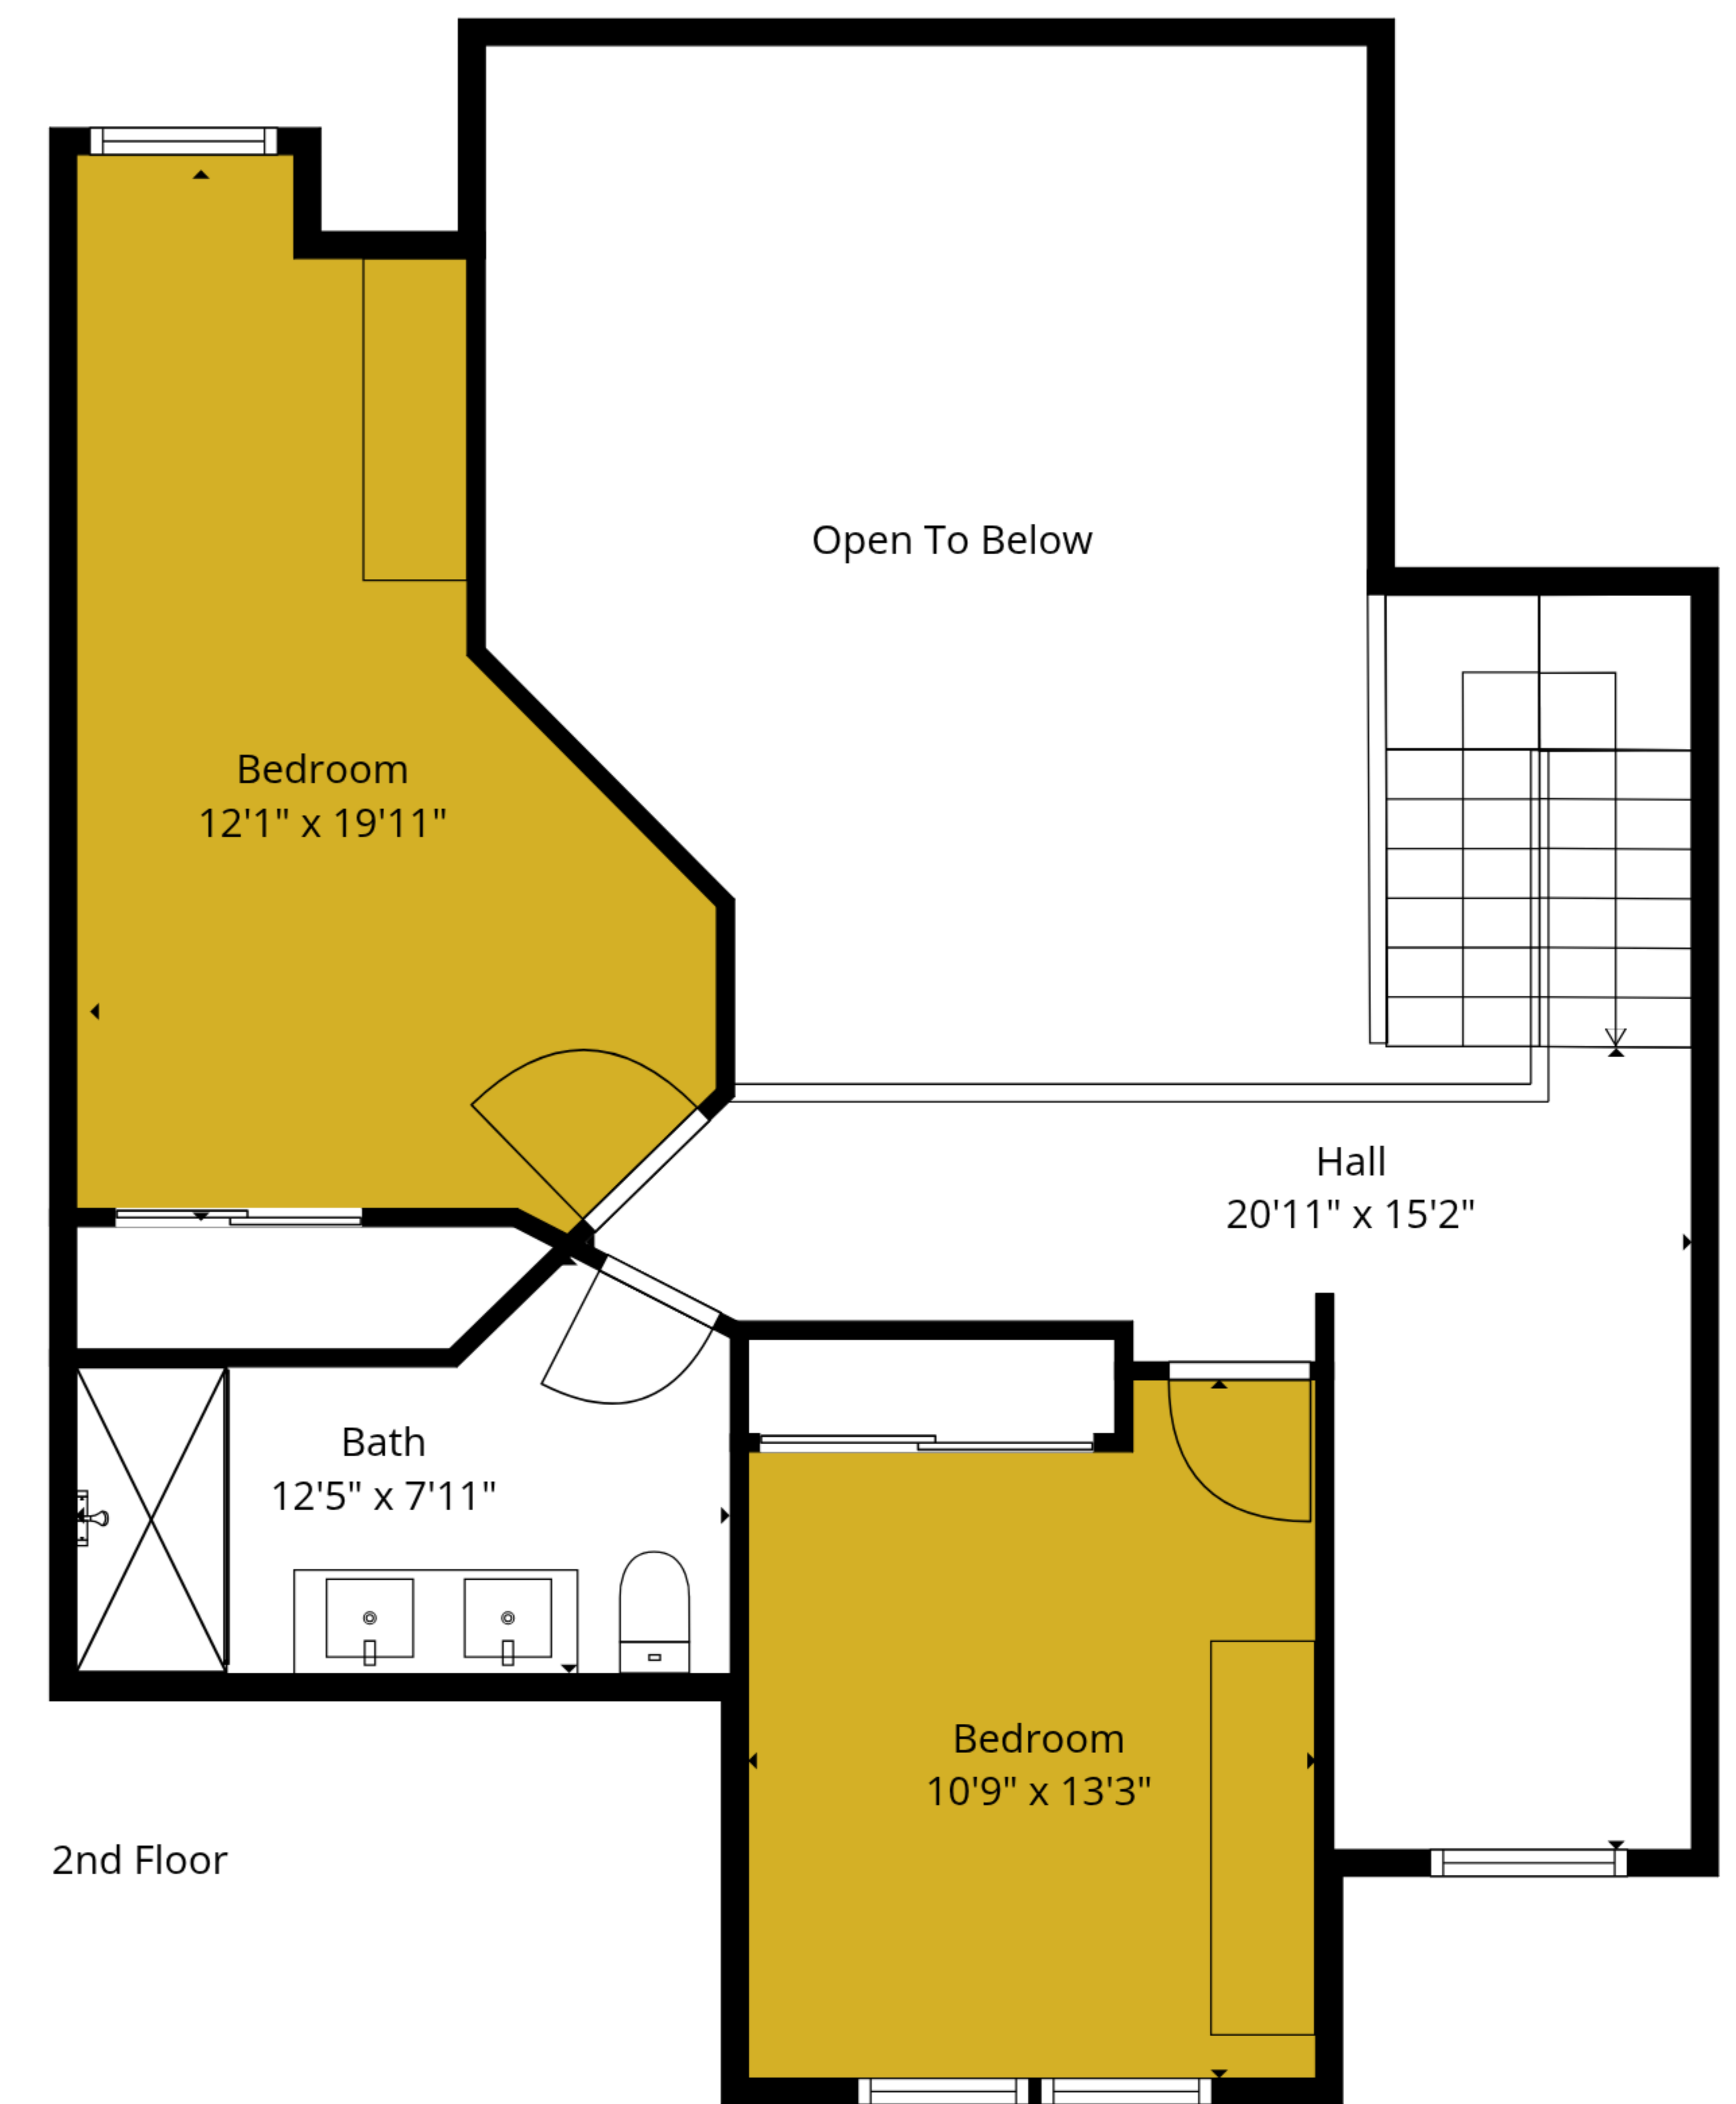 Open To Below
Bedroom
12'1" x 19'11"
Hall
20'11" x 15'2"
Bath
12'5" x 7'11"
Bedroom
10'9" x 13'3"
2nd Floor